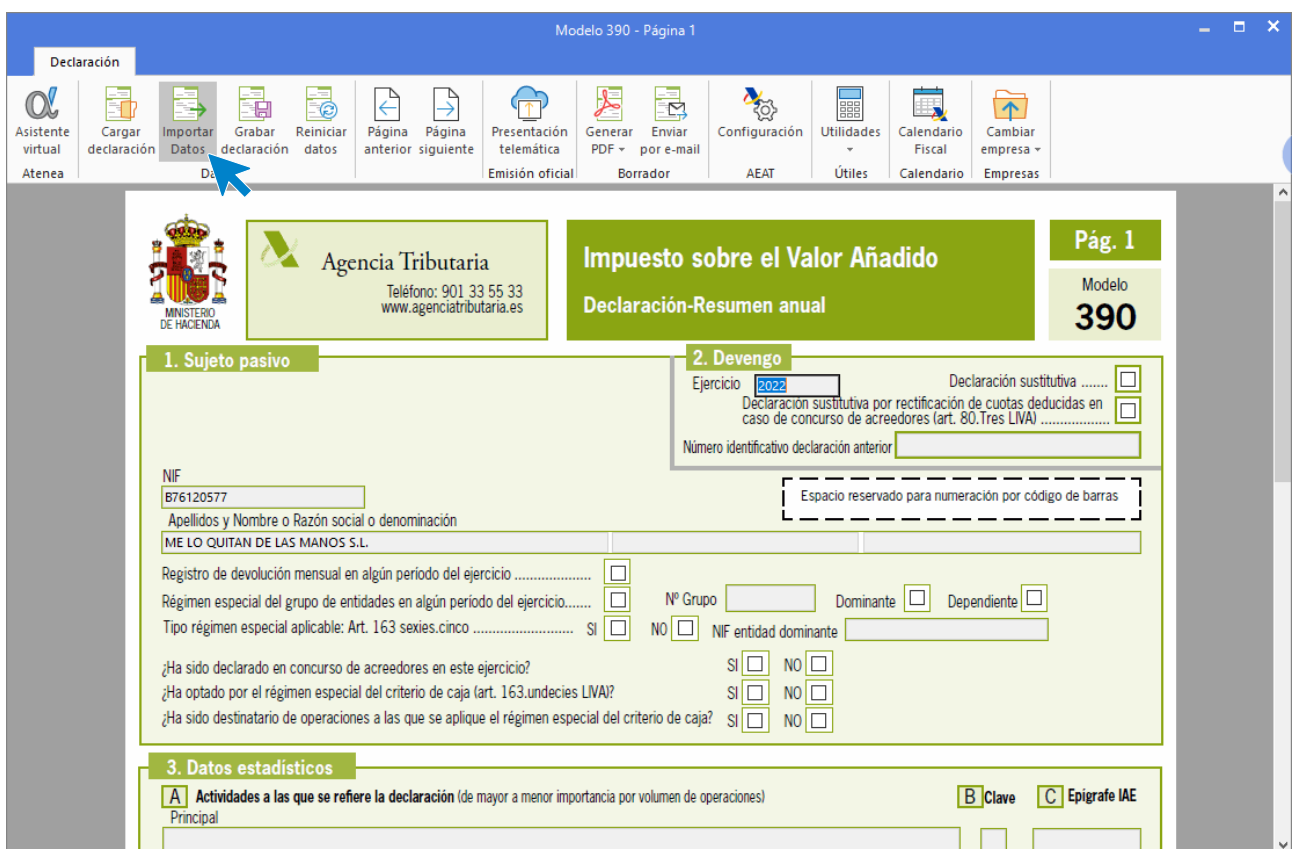 Modelo 390 - Página 1
Declaración
Asistente virtual
Cargar declaración
Importar Datos
Grabar declaración
Reiniciar datos
Página anterior
Página siguiente
Presentación telemática
Generar PDF
Enviar por e-mail
Configuración
Utilidades
Calendario Fiscal
Cambiar empresa
Atenea
Emisión oficial
Borrador
AEAT
Útiles
Calendario
Empresas
MINISTERIO
DE HACIENDA
Agencia Tributaria
Teléfono: 901 33 55 33
www.agenciatributaria.es
Impuesto sobre el Valor Añadido
Declaración-Resumen anual
Pág. 1
Modelo
390
1. Sujeto pasivo
2. Devengo
Ejercicio 2022
Declaración sustitutiva .......
Declaración sustitutiva por rectificación de cuotas deducidas en
caso de concurso de acreedores (art. 80.Tres LIVA) ..................
Número identificativo declaración anterior
NIF
B76120577
Espacio reservado para numeración por código de barras
Apellidos y Nombre o Razón social o denominación
ME LO QUITAN DE LAS MANOS S.L.
Registro de devolución mensual en algún periodo del ejercicio ....................
Régimen especial del grupo de entidades en algún período del ejercicio....... Nº Grupo Dominante Dependiente
Tipo régimen especial aplicable: Art. 163 sexies.cinco .......................... SI NO NIF entidad dominante
¿Ha sido declarado en concurso de acreedores en este ejercicio? SI NO
¿Ha optado por el régimen especial del criterio de caja (art. 163.undecies LIVA)? SI NO
¿Ha sido destinatario de operaciones a las que se aplique el régimen especial del criterio de caja? SI NO
3. Datos estadísticos
A Actividades a las que se refiere la declaración (de mayor a menor importancia por volumen de operaciones) B Clave C Epígrafe IAE
Principal